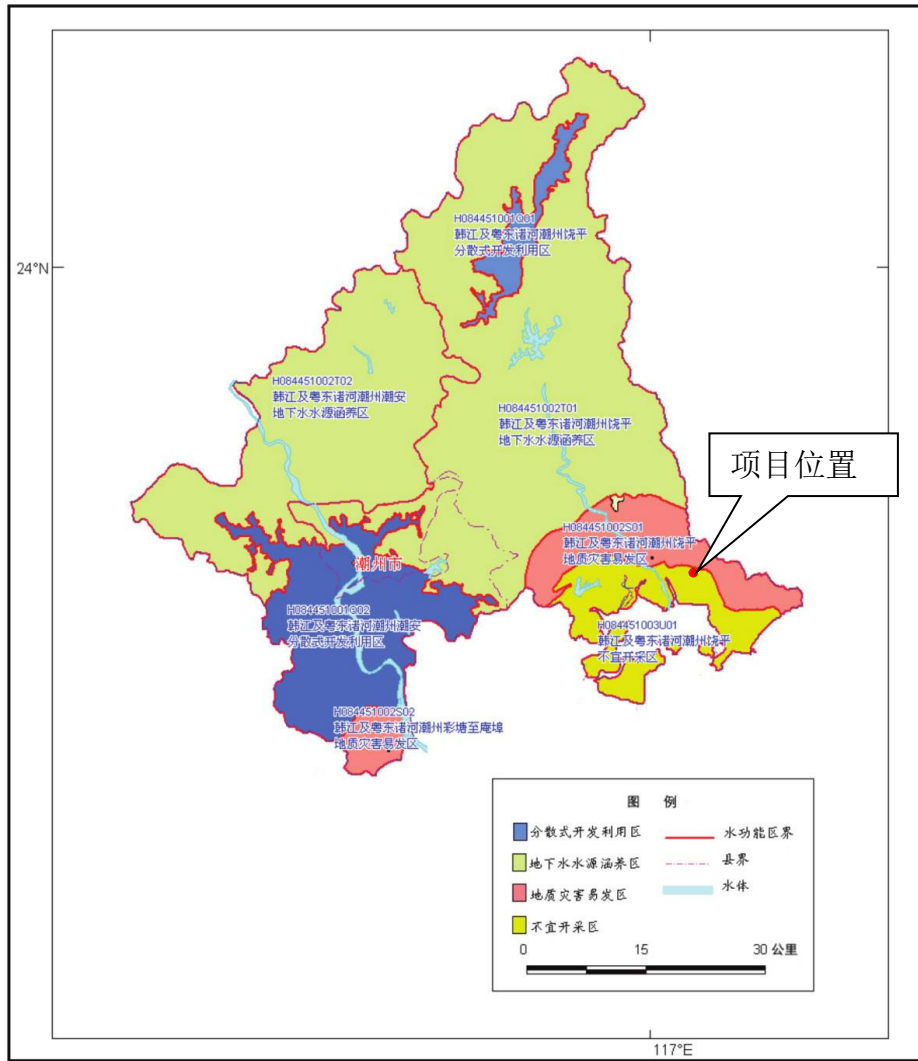 H084451001Q01
韩江及粤东诸河潮州饶平
分散式开发利用区
24°N
H084451002T02
韩江及粤东诸河潮州潮安
地下水水源涵养区
H084451002T01
韩江及粤东诸河潮州饶平
地下水水源涵养区
项目位置
H084451002S01
韩江及粤东诸河潮州饶平
地质灾害易发区
潮州市
H084451001Q02
韩江及粤东诸河潮州潮安
分散式开发利用区
H084451003U01
韩江及粤东诸河潮州饶平
不宜开采区
H084451002S02
韩江及粤东诸河潮州彩塘至庵埠
地质灾害易发区
图 例
分散式开发利用区
水功能区界
地下水水源涵养区
县界
地质灾害易发区
水体
不宜开采区
0 15 30 公里
117°E